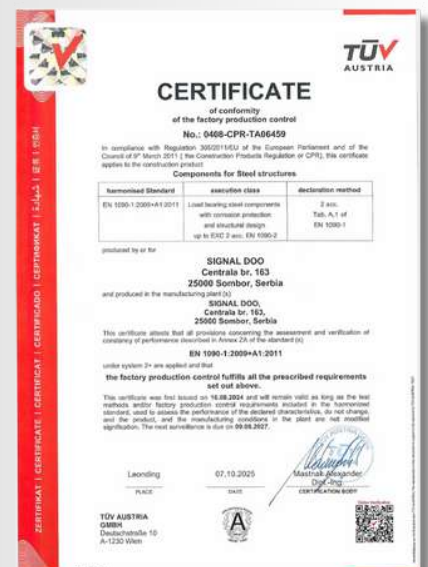 TÜV
AUSTRIA
CERTIFICATE
of conformity
of the factory production control
No.: 0408-CPR-TA06459
In compliance with Regulation 305/2011/EU of the European Parliament and of the
Council of 9th March 2011 ( the Construction Products Regulation or CPR), this certificate
applies to the construction product
Components for Steel structures
harmonised Standard execution class declaration method
EN 1090-1:2009+A1:2011 Load bearing steel components 2 acc.
with corrosion protection Tab. A.1 of
and structural design EN 1090-1
up to EXC 2 acc. EN 1090-2
produced by or for
SIGNAL DOO
Centrala br. 163
25000 Sombor, Serbia
and produced in the manufacturing plant (s)
SIGNAL DOO,
Centrala br. 163,
25000 Sombor, Serbia
This certificate attests that all provisions concerning the assessment and verification of
constancy of performance described in Annex ZA of the standard (s)
EN 1090-1:2009+A1:2011
under system 2+ are applied and that
the factory production control fulfills all the prescribed requirements
set out above.
This certificate was first issued on 16.08.2024 and will remain valid as long as the test
methods and/or factory production control requirements included in the harmonised
standard, used to assess the performance of the declared characteristics, do not change,
and the product, and the manufacturing conditions in the plant are not modified
signification. The next surveillance is due on 09.08.2027.
Leonding 07.10.2025 Mastnak Alexander
Dipl.-Ing.
PLACE DATE CERTIFICATION BODY
TÜV AUSTRIA
GMBH
Deutschstraße 10
A-1230 Wien
A
ZERTIFIKAT | CERTIFICATE | CERTIFICAT | CERTIFICADO | СЕРТИФИКАТ | شهادة | 证书 | 인증서